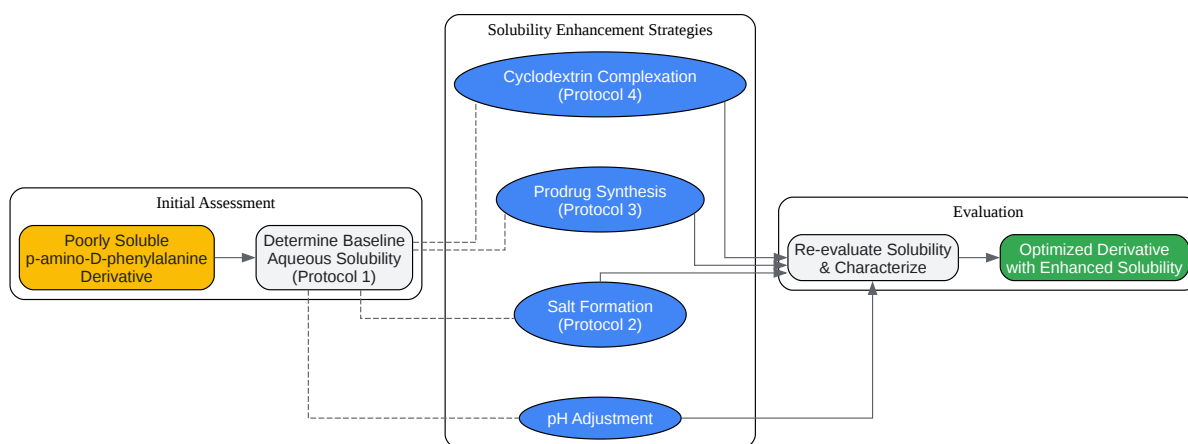 Initial Assessment
Poorly Soluble
p-amino-D-phenylalanine
Derivative
Determine Baseline
Aqueous Solubility
(Protocol 1)
Solubility Enhancement Strategies
Cyclodextrin Complexation
(Protocol 4)
Prodrug Synthesis
(Protocol 3)
Salt Formation
(Protocol 2)
pH Adjustment
Evaluation
Re-evaluate Solubility
& Characterize
Optimized Derivative
with Enhanced Solubility